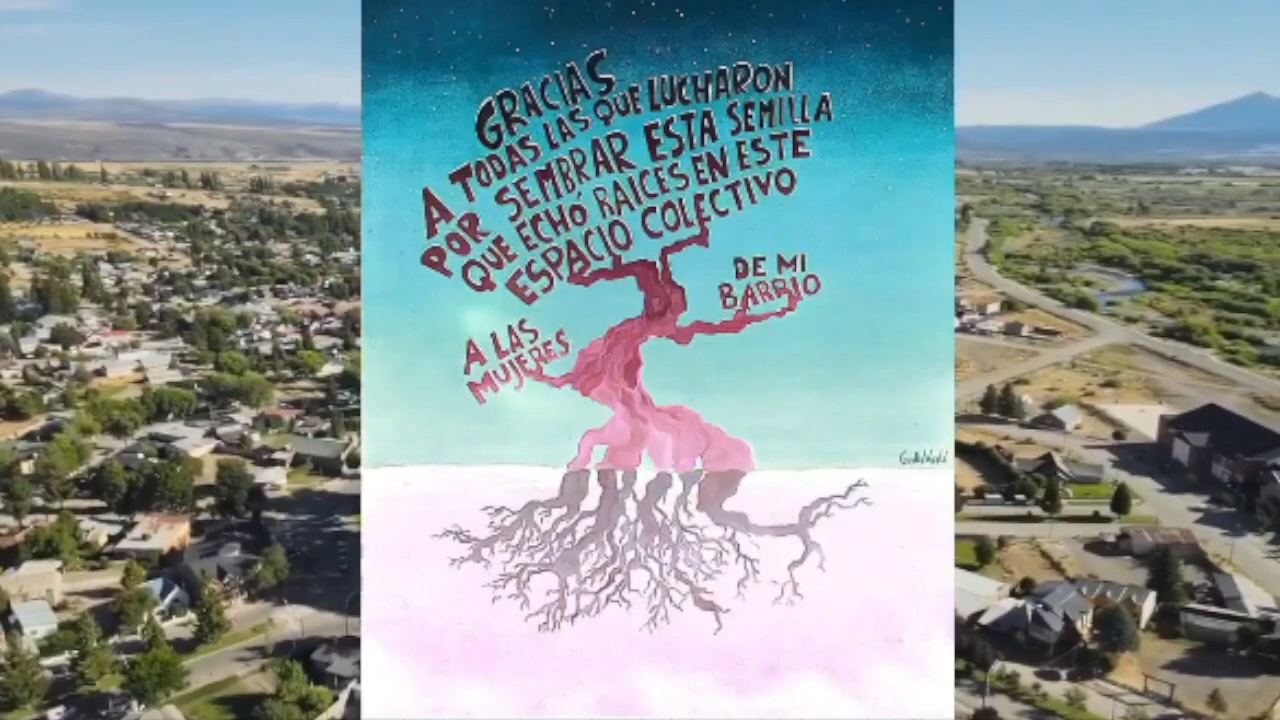 GRACIAS
A TODAS LAS QUE LUCHARON
POR SEMBRAR ESTA SEMILLA
QUE ECHÓ RAICES EN ESTE
ESPACIO COLECTIVO
DE MI
BARRIO
A LAS
MUJERES